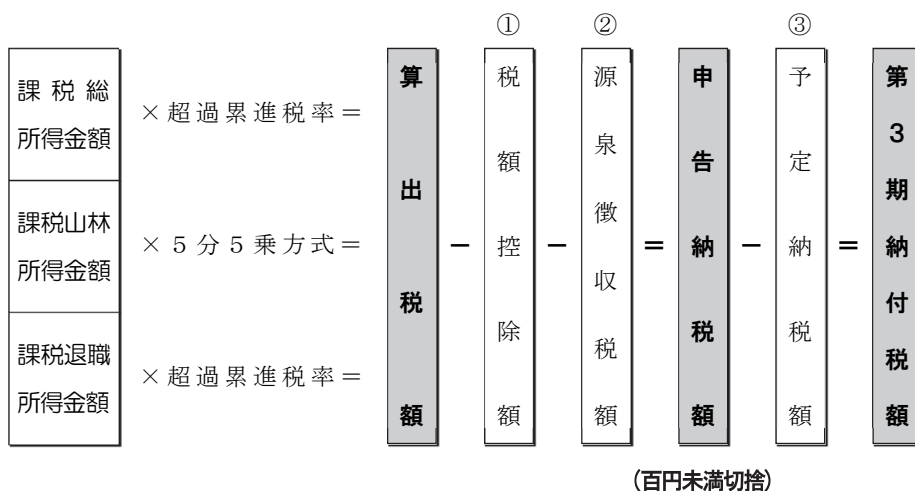 ① ② ③
課税総所得金額 ×超過累進税率＝
課税山林所得金額 ×５分５乗方式＝
課税退職所得金額 ×超過累進税率＝
算出税額
－
税額控除額
－
源泉徴収税額
＝
申告納税額
－
予定納税額
＝
第３期納付税額
(百円未満切捨)